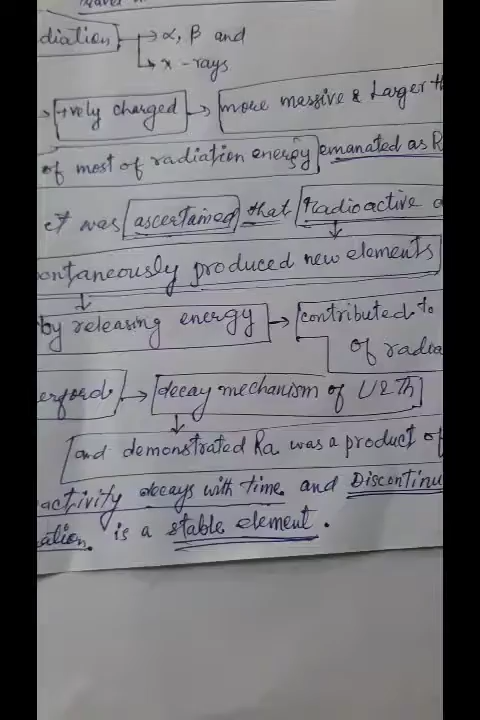 diation → α, β and
→ x - rays
→ +vely charged → more massive & Larger th
of most of radiation energy emanated as R
et was ascertained that Radioactive
ontaneously produced new elements
by releasing energy → contributed to
of radia
erford → decay mechanism of U & Th
and demonstrated Ra was a product of
activity decays with time and Discontinu
ation. is a stable element.